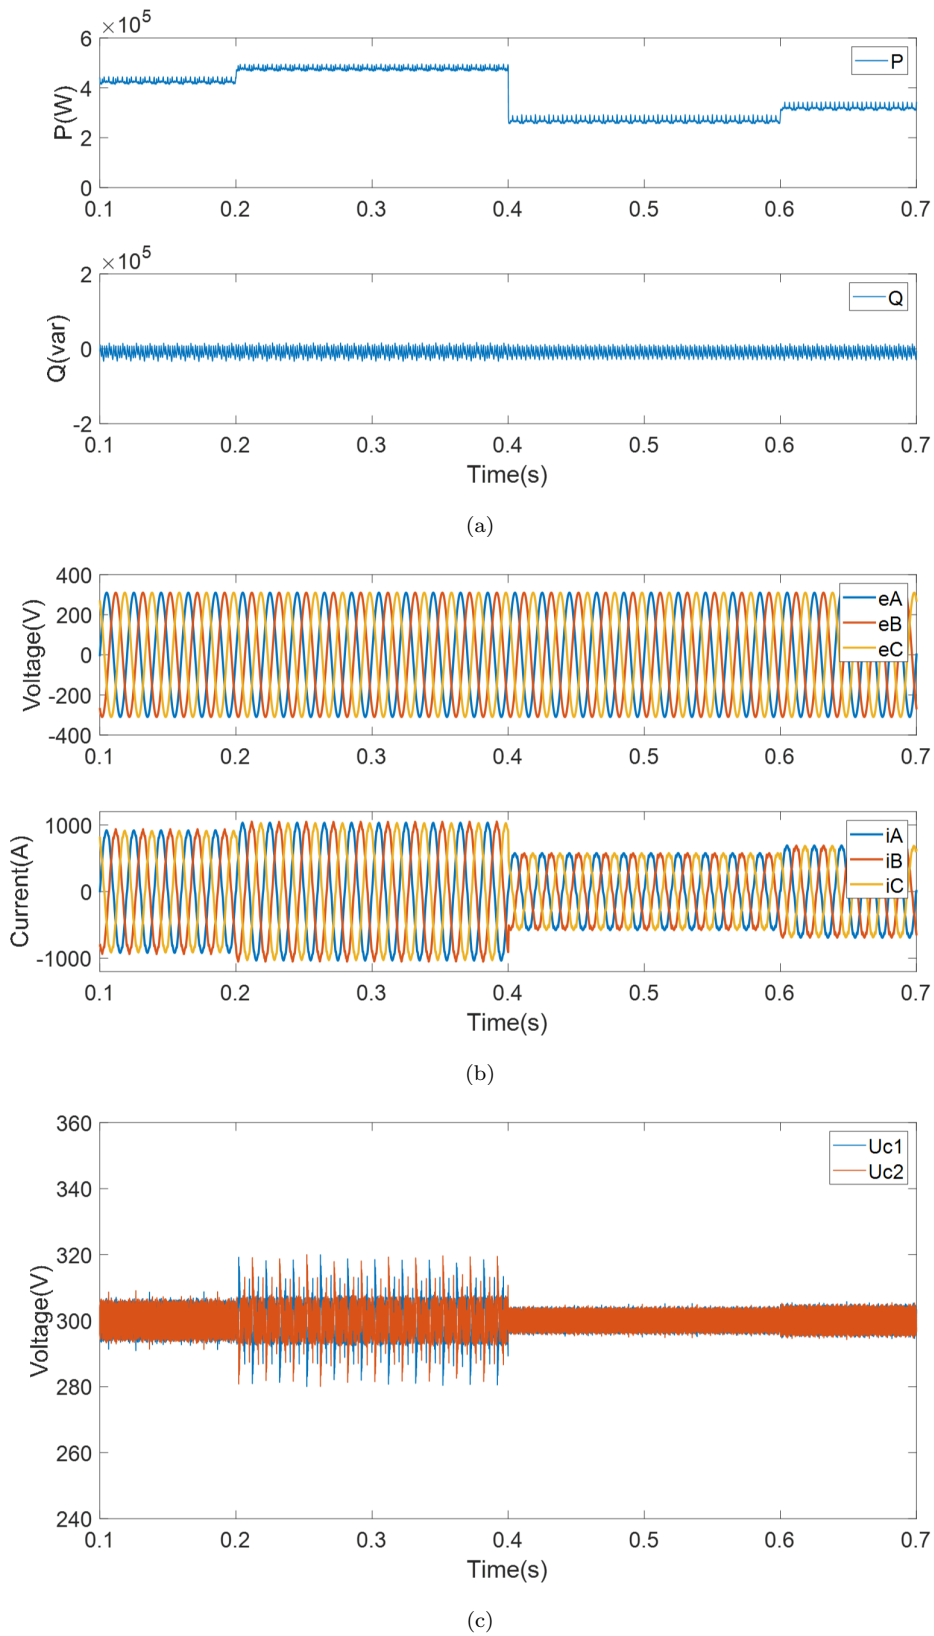 ×10⁵
6
4
2
0
P(W)
P
0.1 0.2 0.3 0.4 0.5 0.6 0.7
×10⁵
2
0
-2
Q(var)
Q
0.1 0.2 0.3 0.4 0.5 0.6 0.7
Time(s)
(a)
400
200
0
-200
-400
Voltage(V)
eA
eB
eC
0.1 0.2 0.3 0.4 0.5 0.6 0.7
1000
0
-1000
Current(A)
iA
iB
iC
0.1 0.2 0.3 0.4 0.5 0.6 0.7
Time(s)
(b)
360
340
320
300
280
260
240
Voltage(V)
Uc1
Uc2
0.1 0.2 0.3 0.4 0.5 0.6 0.7
Time(s)
(c)